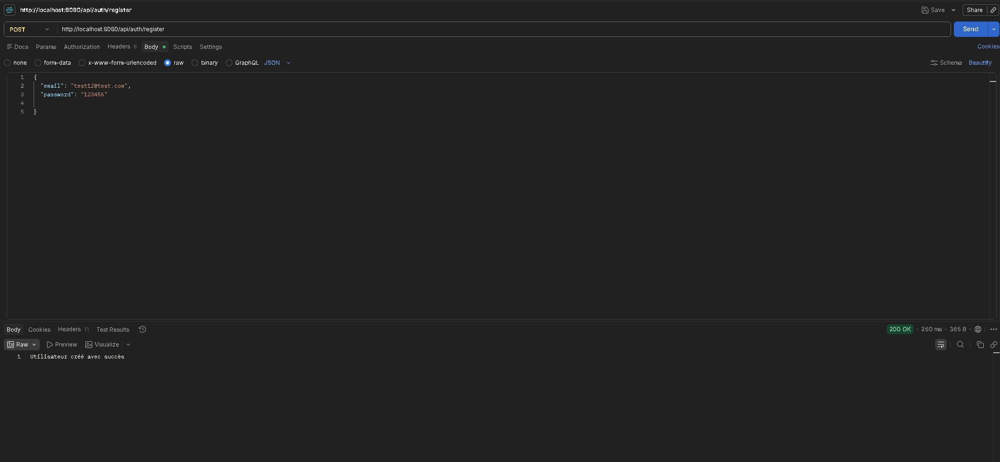 HTTP http://localhost:8080/api/auth/register Save Share
POST http://localhost:8080/api/auth/register Send
Docs Params Authorization Headers 9 Body Scripts Settings Cookies
none form-data x-www-form-urlencoded raw binary GraphQL JSON Schema Beautify
1 {
2 "email": "test12@test.com",
3 "password": "123456"
4
5 }
Body Cookies Headers 11 Test Results 200 OK • 260 ms • 365 B •
Raw Preview Visualize
1 Utilisateur créé avec succès